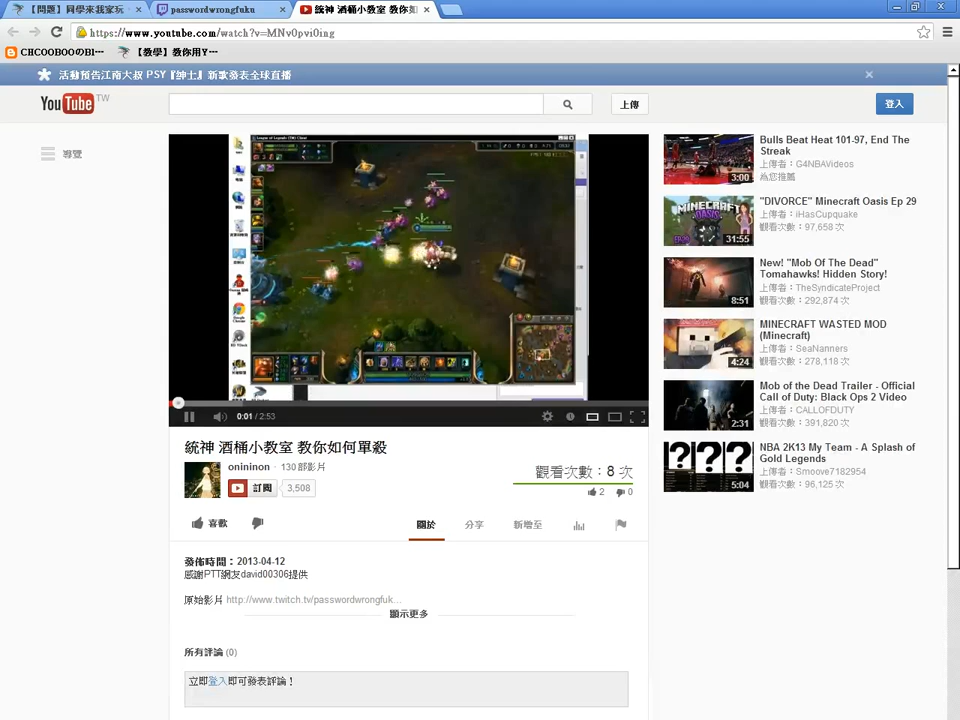 【問題】同學來我家玩
passwordwrongfuku
統神 酒桶小教室 教你如
https://www.youtube.com/watch?v=MNv0pvi0ing
CHCOOBOO的Bl…
【教學】教你用Y…
活動預告江南大叔 PSY『紳士』新歌發表全球首播
YouTube TW
上傳
登入
導覽
League of Legends (TM) Client
0:01 / 2:53
統神 酒桶小教室 教你如何單殺
onininon · 130 部影片
訂閱 3,508
觀看次數：8 次
2 0
喜歡
關於 分享 新增至
發佈時間：2013-04-12
感謝PTT網友david00306提供
原始影片 http://www.twitch.tv/passwordwrongfuk...
顯示更多
所有評論 (0)
立即登入即可發表評論！
Bulls Beat Heat 101-97, End The
Streak
上傳者：G4NBAVideos
為您推薦
3:00
"DIVORCE" Minecraft Oasis Ep 29
上傳者：iHasCupquake
觀看次數：97,658 次
MINECRAFT
OASIS
31:55
New! "Mob Of The Dead"
Tomahawks! Hidden Story!
上傳者：TheSyndicateProject
觀看次數：292,874 次
8:51
MINECRAFT WASTED MOD
(Minecraft)
上傳者：SeaNanners
觀看次數：278,118 次
4:24
Mob of the Dead Trailer - Official
Call of Duty: Black Ops 2 Video
上傳者：CALLOFDUTY
觀看次數：391,820 次
2:31
NBA 2K13 My Team - A Splash of
Gold Legends
上傳者：Smoove7182954
觀看次數：96,125 次
? ? ?
5:04